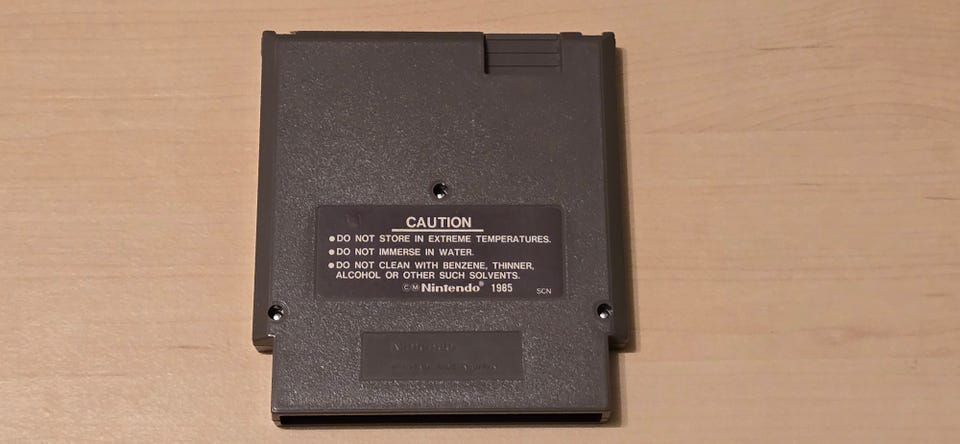 CAUTION
●DO NOT STORE IN EXTREME TEMPERATURES.
●DO NOT IMMERSE IN WATER.
●DO NOT CLEAN WITH BENZENE, THINNER,
ALCOHOL OR OTHER SUCH SOLVENTS.
ⒸⓂNintendo® 1985 SCN
Nintendo